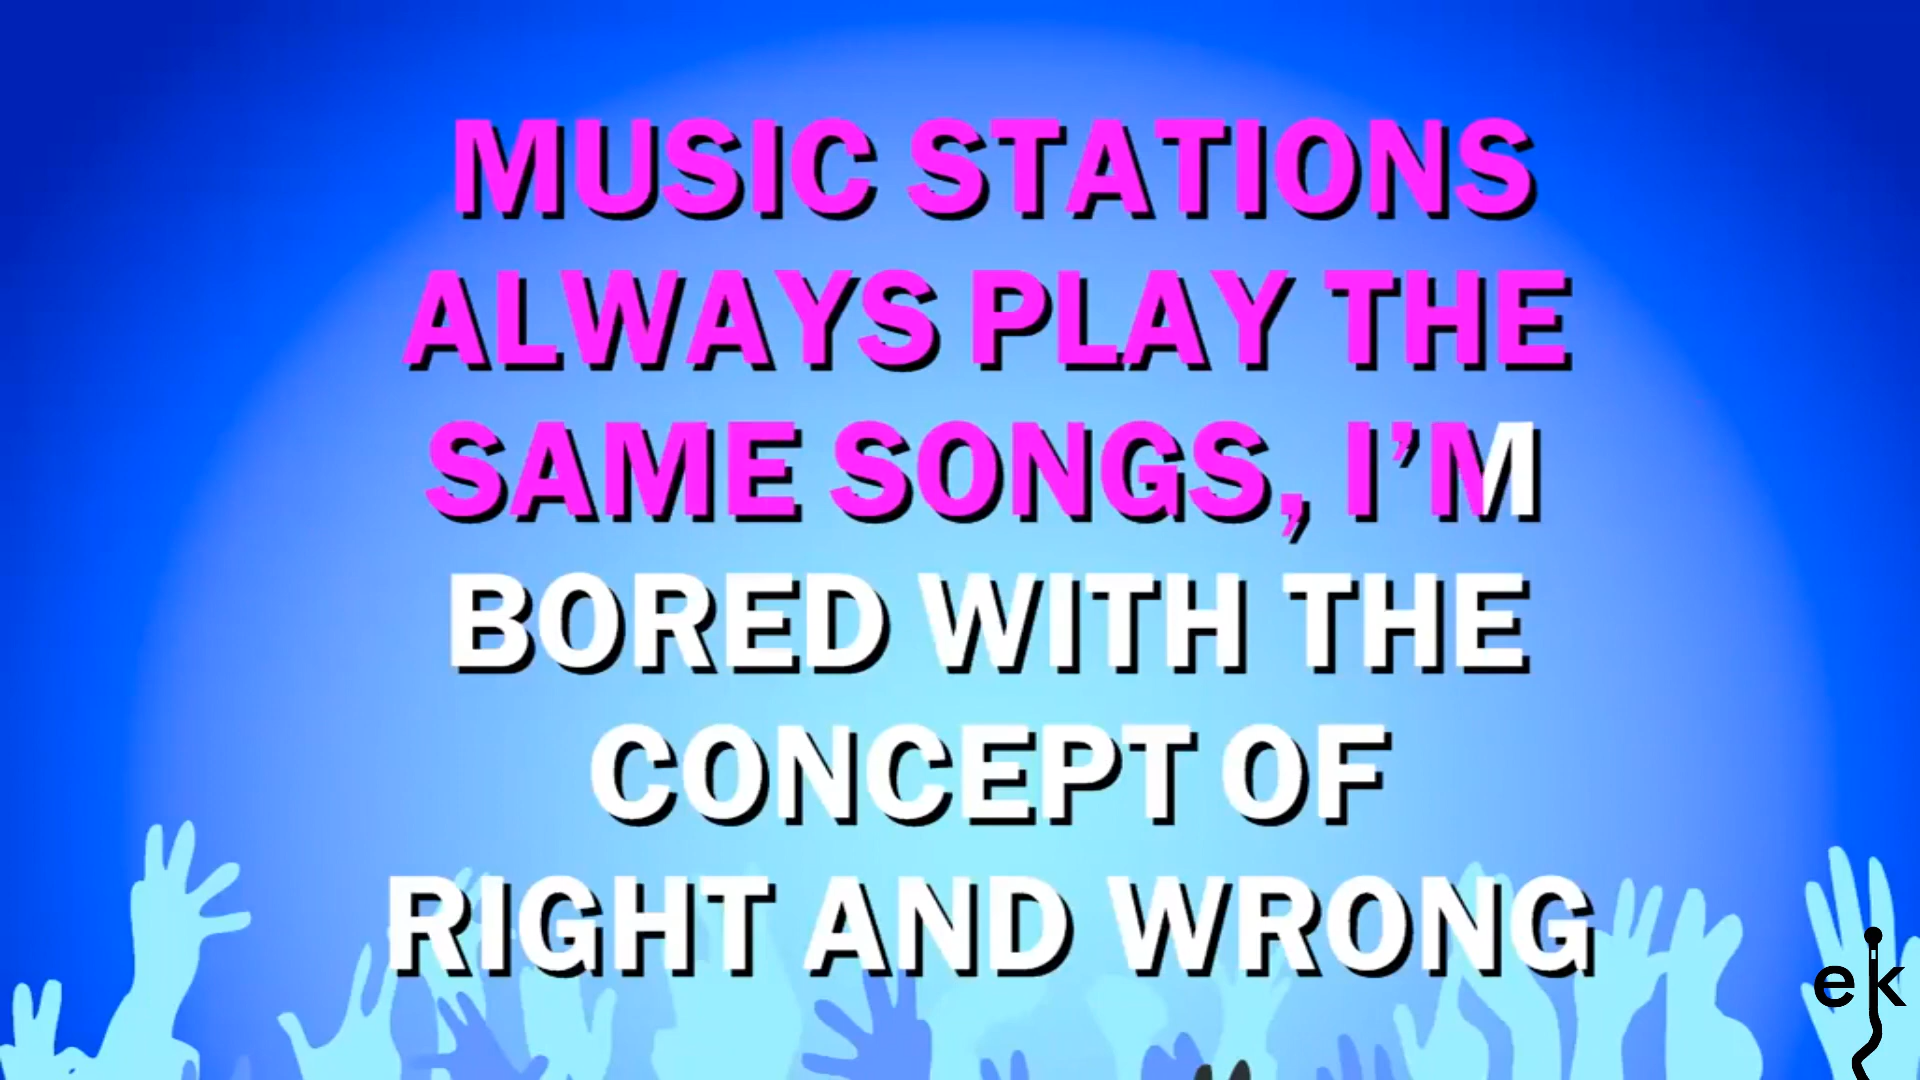 MUSIC STATIONS
ALWAYS PLAY THE
SAME SONGS, I’M
BORED WITH THE
CONCEPT OF
RIGHT AND WRONG
ek